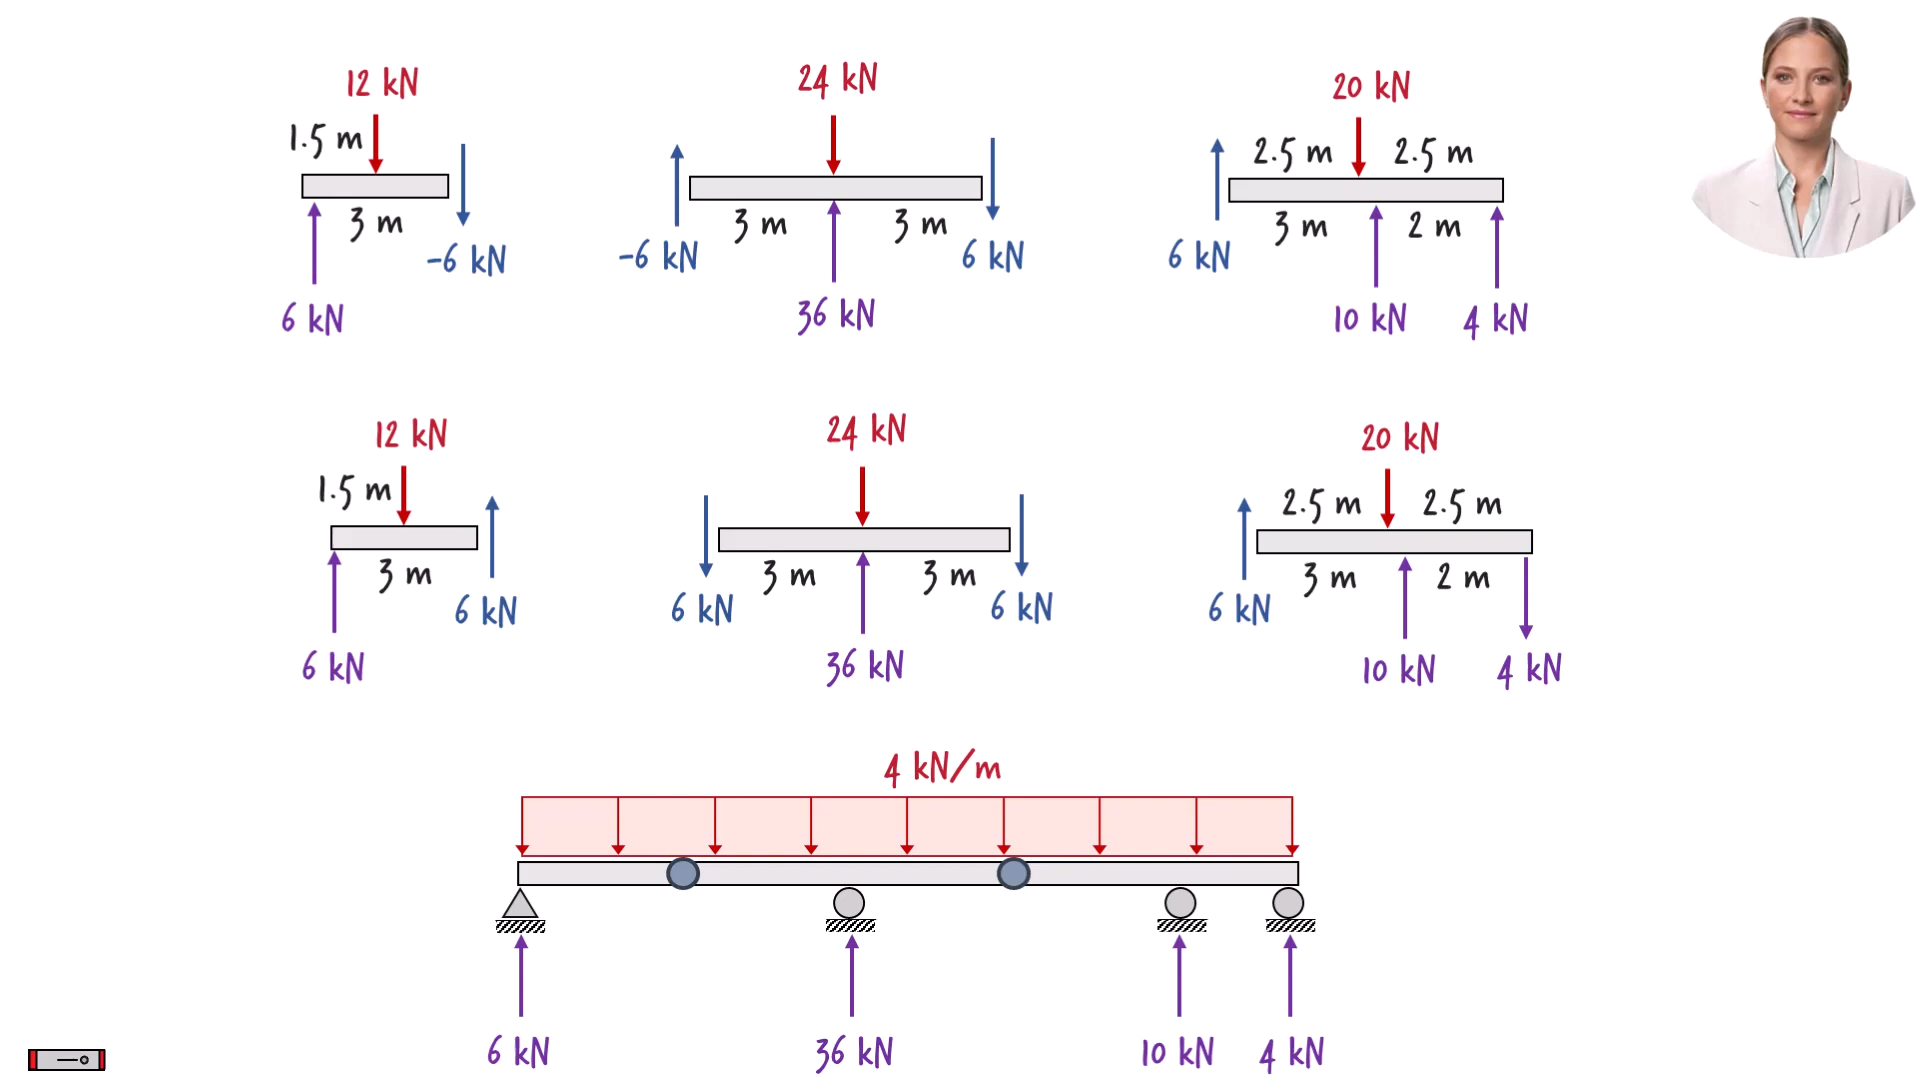 12 kN
1.5 m
3 m
-6 kN
6 kN
24 kN
3 m 3 m
-6 kN 6 kN
36 kN
20 kN
2.5 m 2.5 m
3 m 2 m
6 kN
10 kN 4 kN
12 kN
1.5 m
3 m
6 kN
6 kN
24 kN
3 m 3 m
6 kN 6 kN
36 kN
20 kN
2.5 m 2.5 m
3 m 2 m
6 kN
10 kN 4 kN
4 kN/m
6 kN 36 kN 10 kN 4 kN